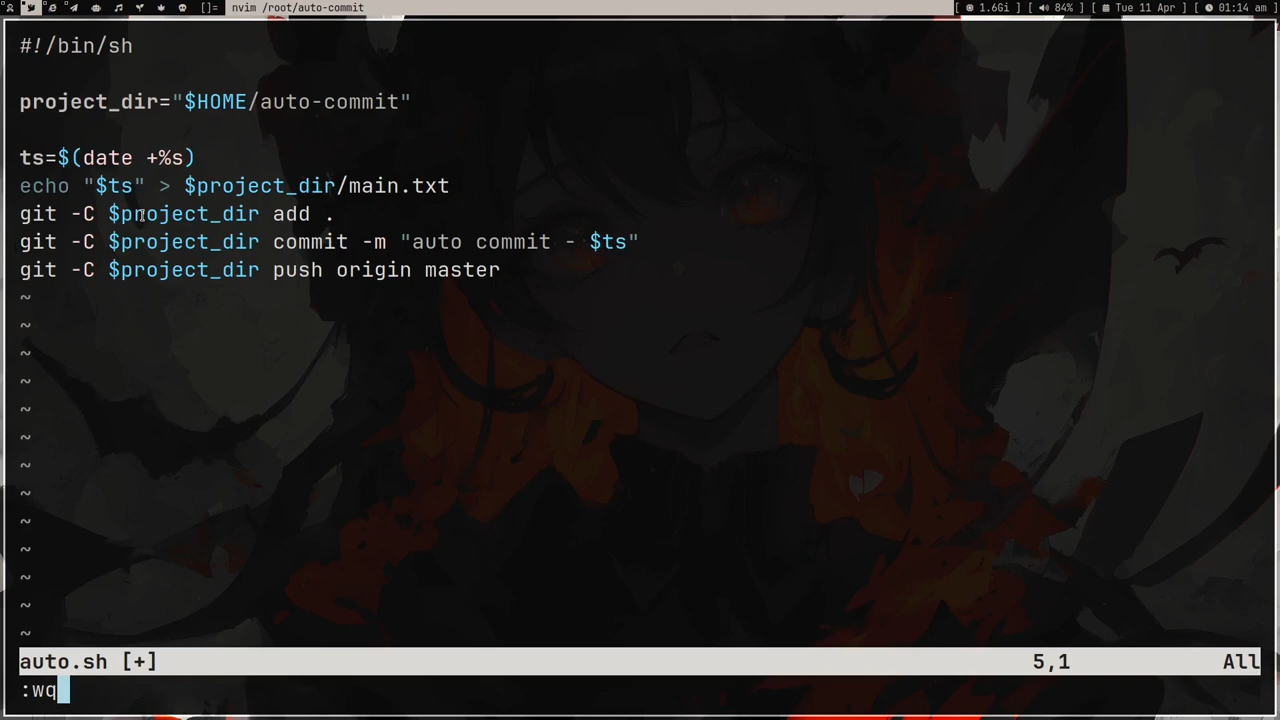 []= nvim /root/auto-commit [ 1.6Gi ] [ 84% ] [ Tue 11 Apr ] [ 01:14 am ]
#!/bin/sh
project_dir="$HOME/auto-commit"
ts=$(date +%s)
echo "$ts" > $project_dir/main.txt
git -C $project_dir add .
git -C $project_dir commit -m "auto commit - $ts"
git -C $project_dir push origin master
~
~
~
~
~
~
~
~
~
~
~
~
~
auto.sh [+] 5,1 All
:wq